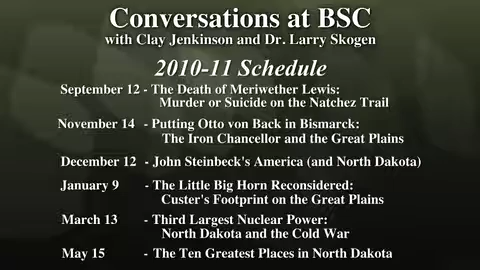 Conversations at BSC
with Clay Jenkinson and Dr. Larry Skogen
2010-11 Schedule
September 12 - The Death of Meriwether Lewis:
Murder or Suicide on the Natchez Trail
November 14 - Putting Otto von Back in Bismarck:
The Iron Chancellor and the Great Plains
December 12 - John Steinbeck's America (and North Dakota)
January 9 - The Little Big Horn Reconsidered:
Custer's Footprint on the Great Plains
March 13 - Third Largest Nuclear Power:
North Dakota and the Cold War
May 15 - The Ten Greatest Places in North Dakota